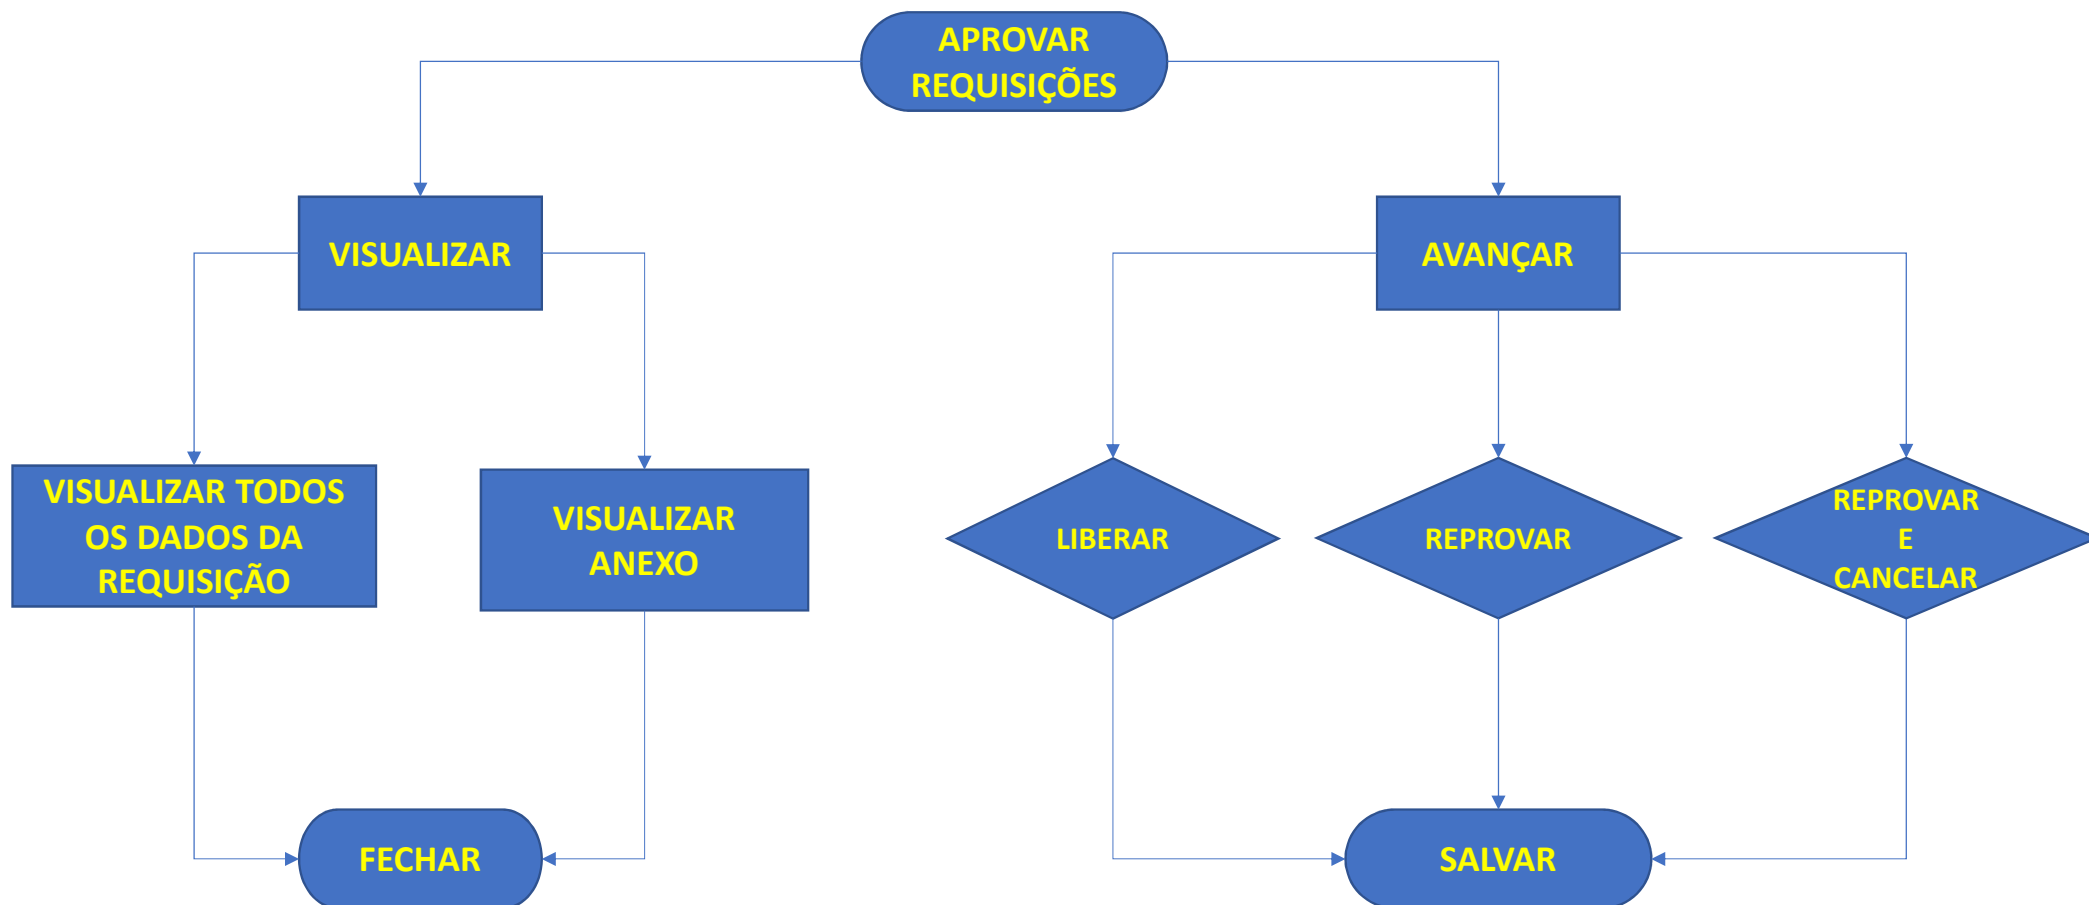 APROVAR
REQUISIÇÕES
VISUALIZAR
AVANÇAR
VISUALIZAR TODOS
OS DADOS DA
REQUISIÇÃO
VISUALIZAR
ANEXO
LIBERAR
REPROVAR
REPROVAR
E
CANCELAR
FECHAR
SALVAR